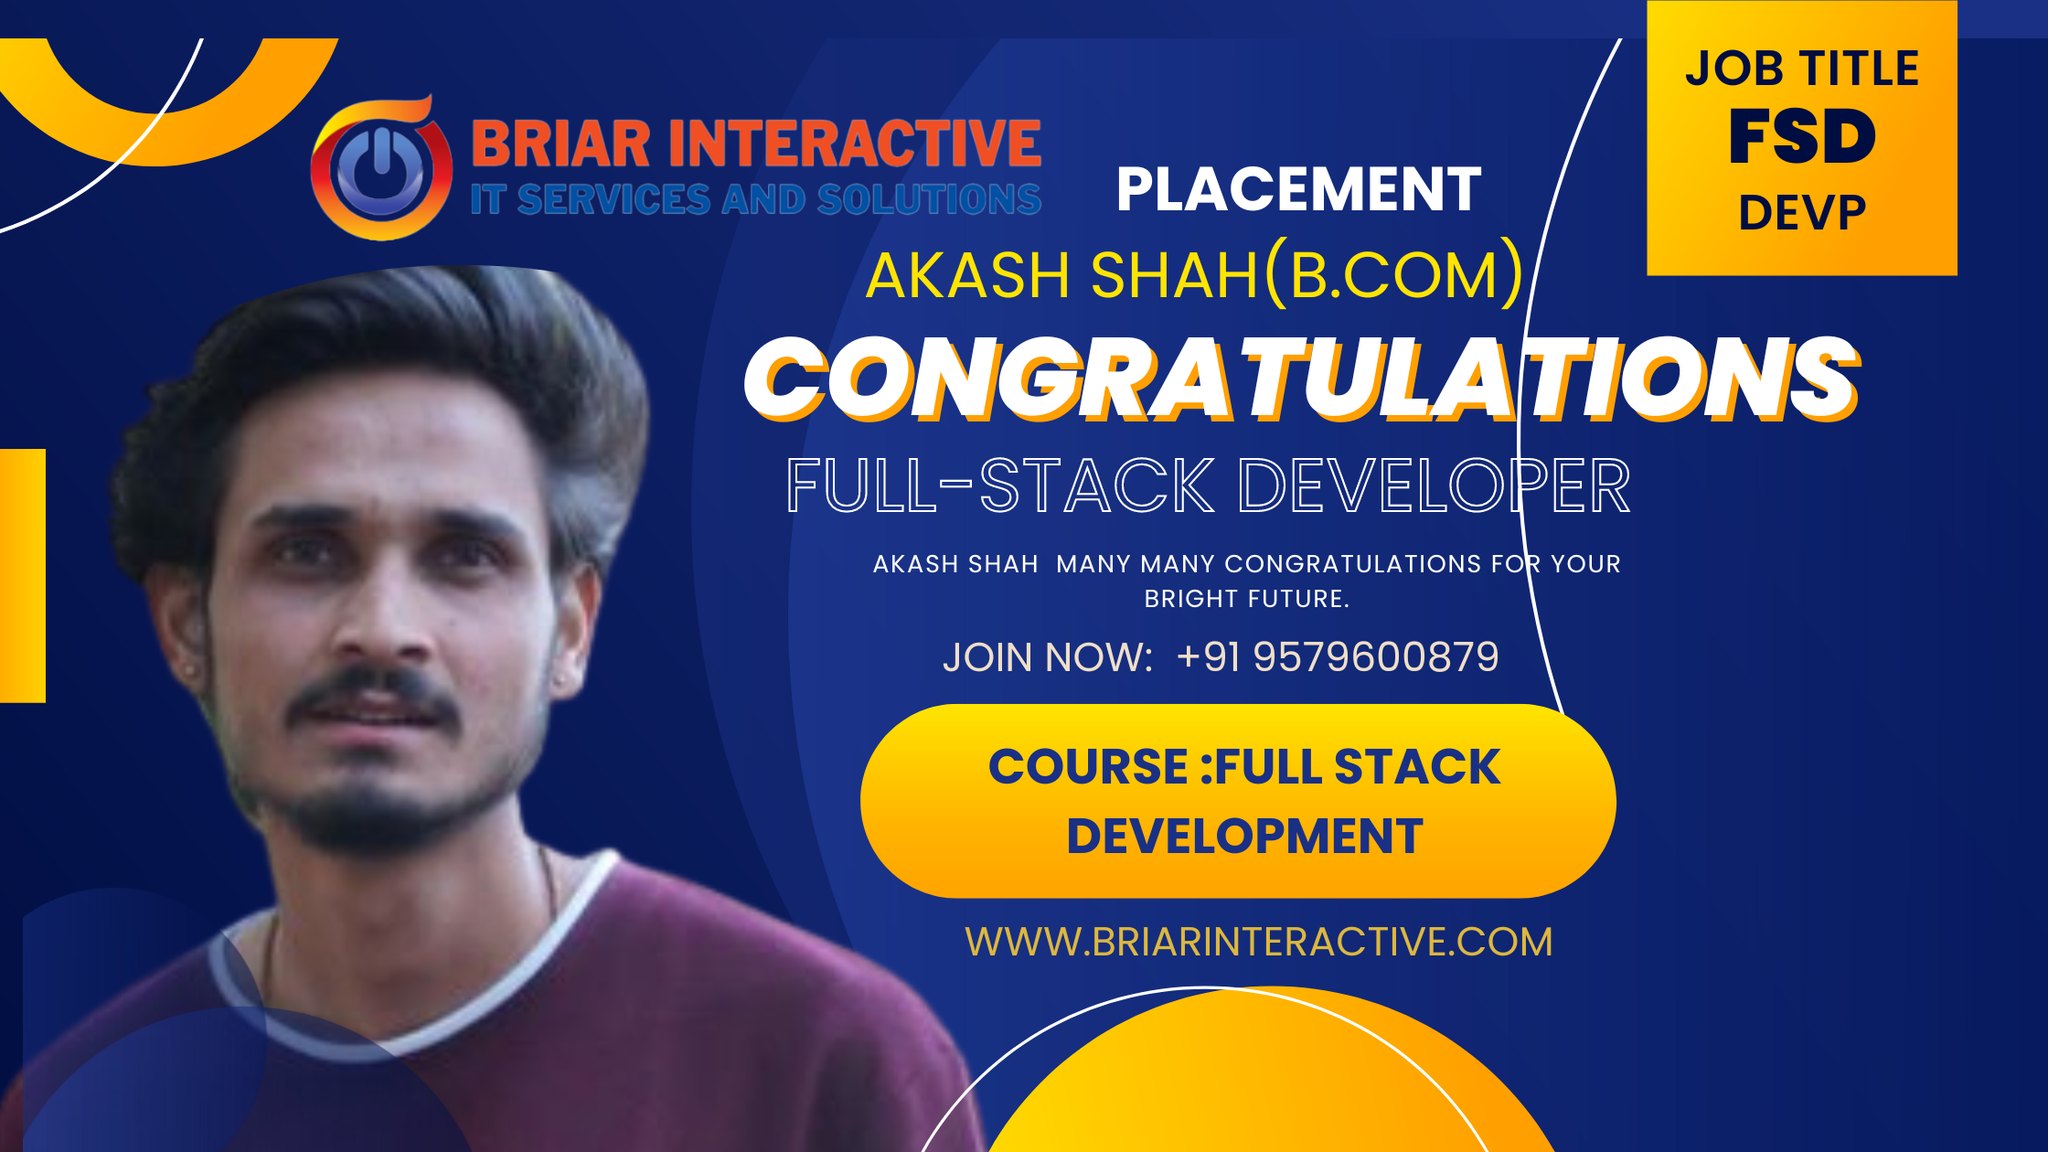 BRIAR INTERACTIVE
IT SERVICES AND SOLUTIONS
JOB TITLE
FSD
DEVP
PLACEMENT
AKASH SHAH(B.COM)
CONGRATULATIONS
FULL-STACK DEVELOPER
AKASH SHAH MANY MANY CONGRATULATIONS FOR YOUR
BRIGHT FUTURE.
JOIN NOW: +91 9579600879
COURSE :FULL STACK
DEVELOPMENT
WWW.BRIARINTERACTIVE.COM